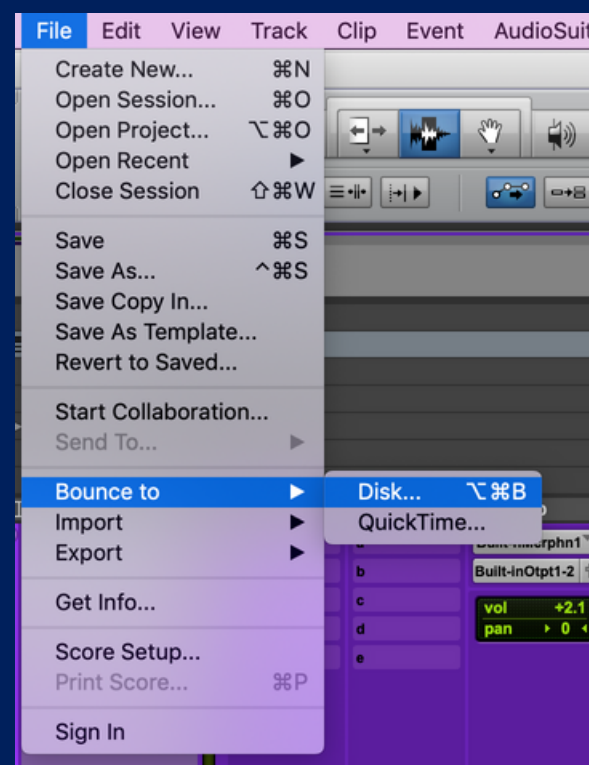 File Edit View Track Clip Event AudioSuit
Create New... ⌘N
Open Session... ⌘O
Open Project... ⌥⌘O
Open Recent ▶
Close Session ⇧⌘W
Save ⌘S
Save As... ^⌘S
Save Copy In...
Save As Template...
Revert to Saved...
Start Collaboration...
Send To... ▶
Bounce to ▶ Disk... ⌥⌘B
Import ▶ QuickTime...
Export ▶
b Built-inOtpt1-2
Get Info...
c vol +2.1
d pan 0
Score Setup...
e
Print Score... ⌘P
Sign In